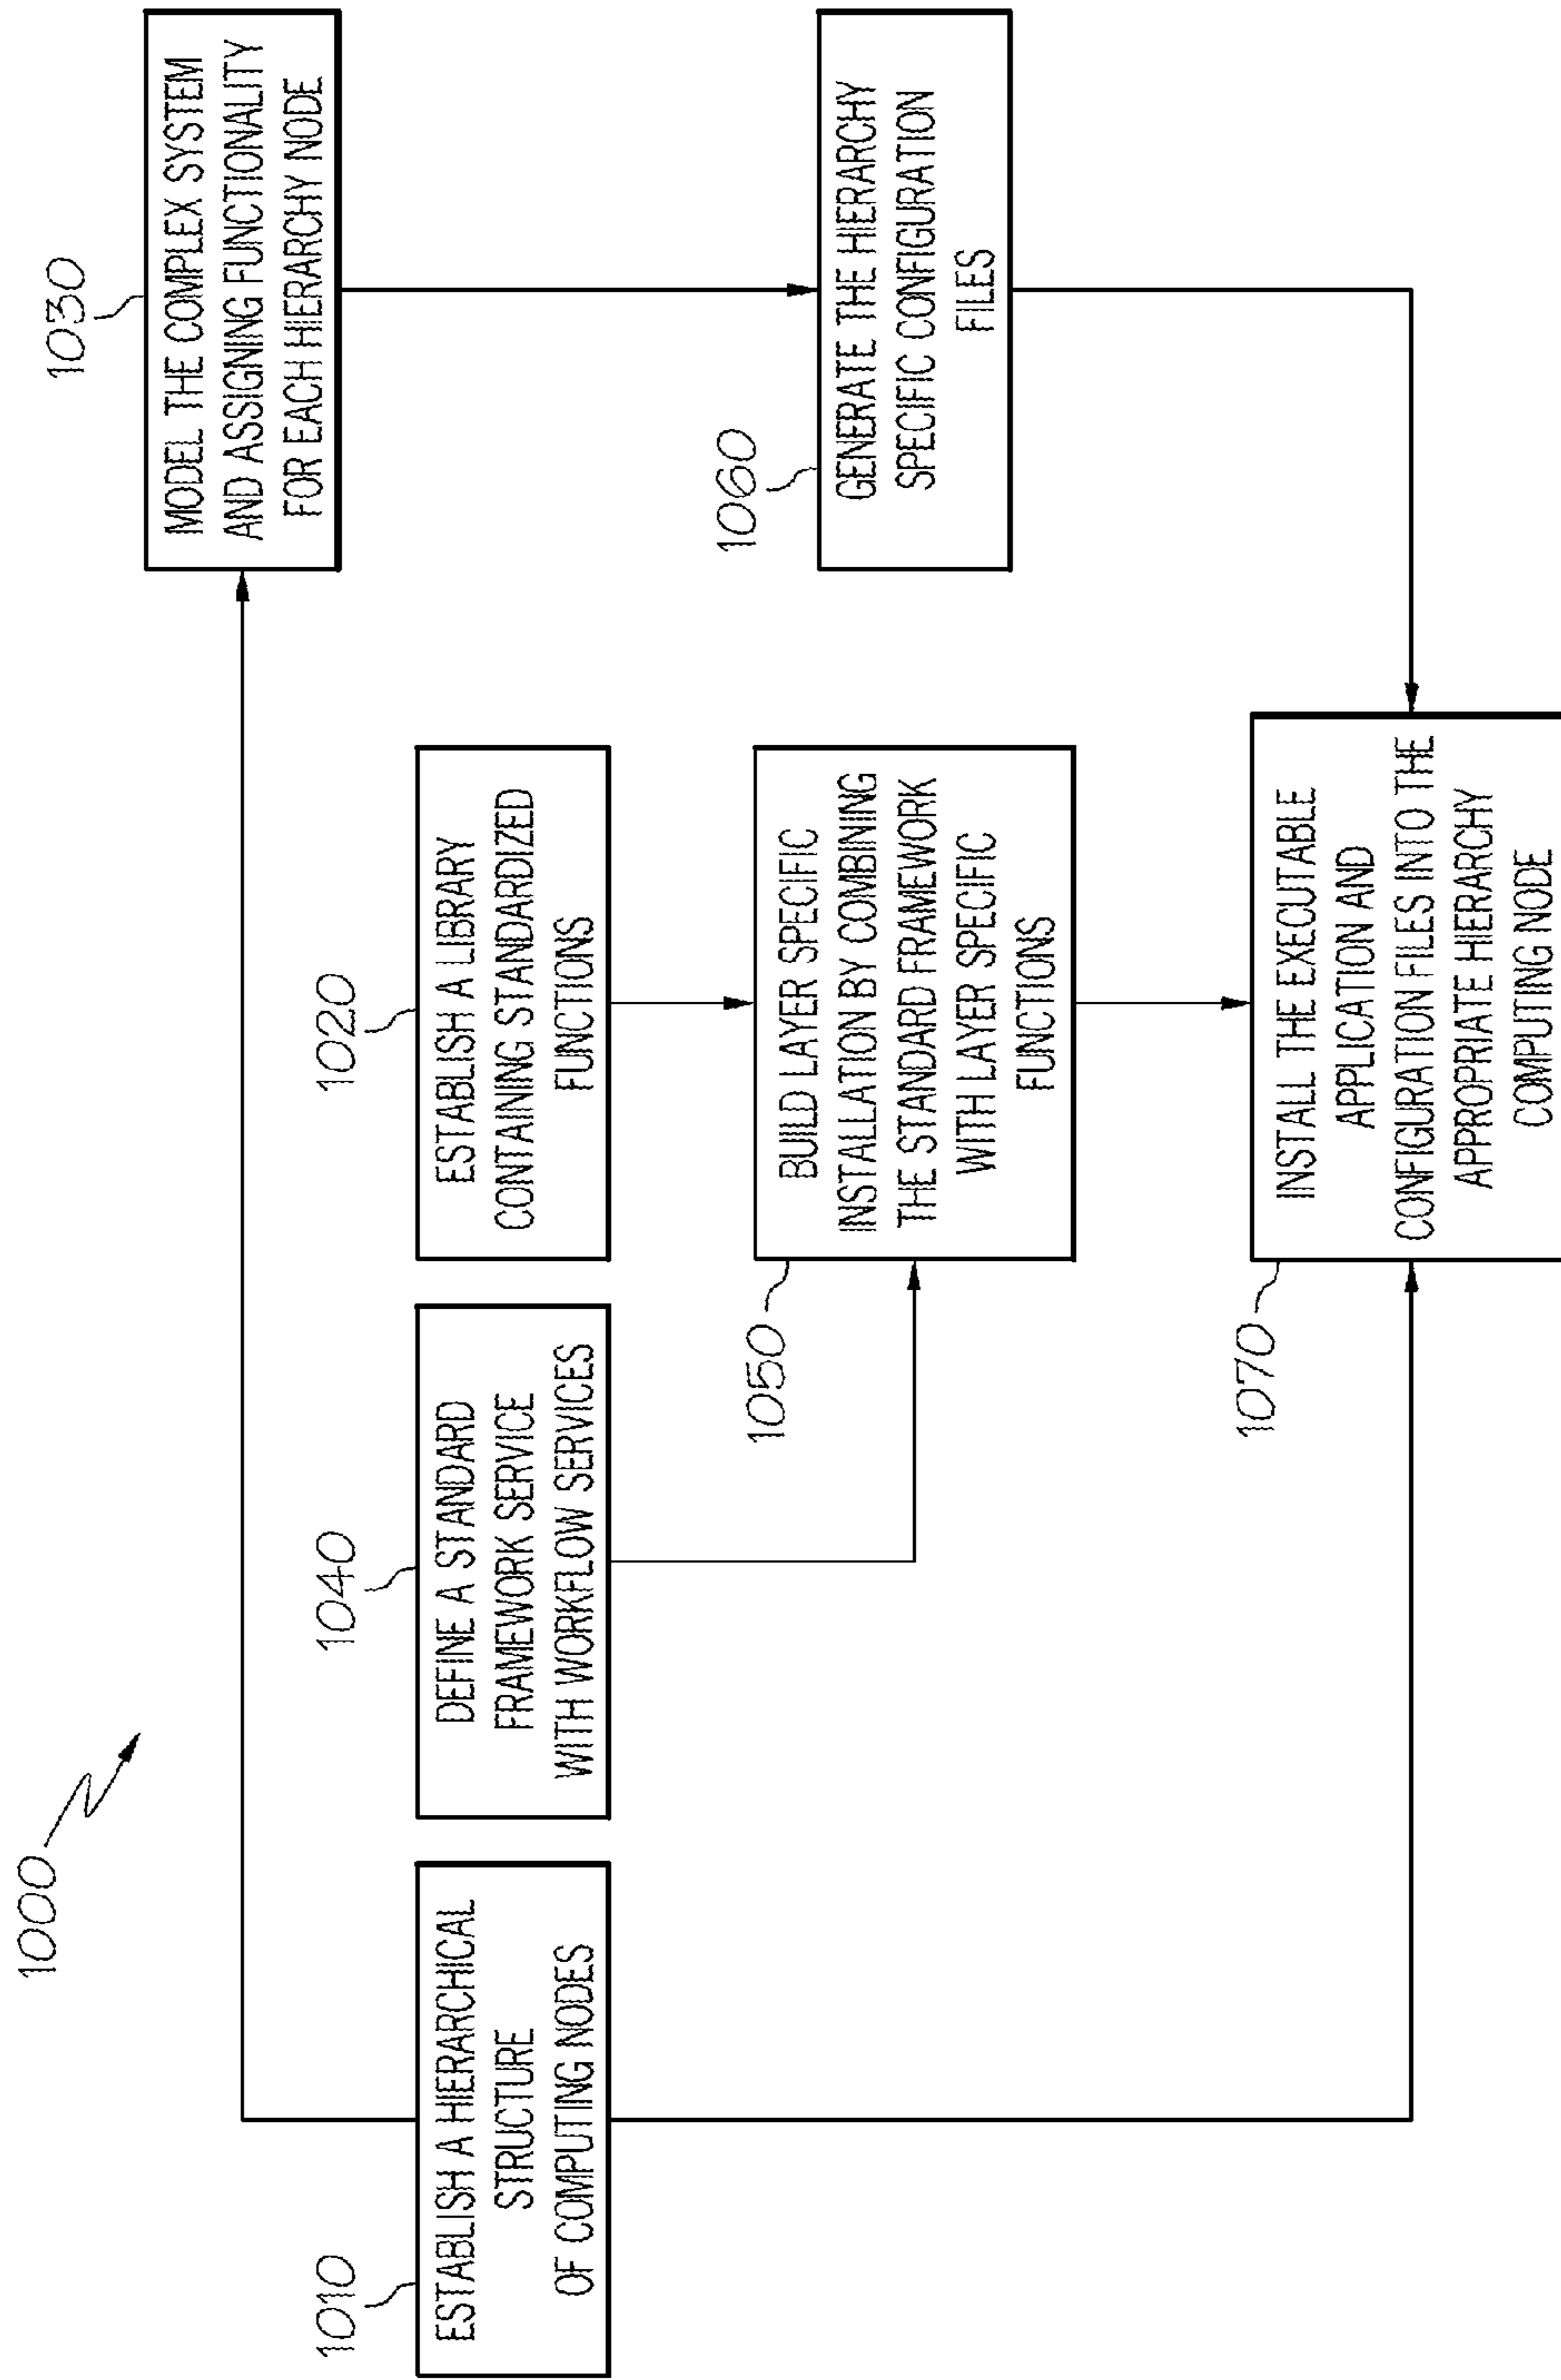 1000
1010
ESTABLISH A HIERARCHICAL
STRUCTURE
OF COMPUTING NODES
1040
DEFINE A STANDARD
FRAMEWORK SERVICE
WITH WORKFLOW SERVICES
1020
ESTABLISH A LIBRARY
CONTAINING STANDARDIZED
FUNCTIONS
1030
MODEL THE COMPLEX SYSTEM
AND ASSIGNING FUNCTIONALITY
FOR EACH HIERARCHY NODE
1050
BUILD LAYER SPECIFIC
INSTALLATION BY COMBINING
THE STANDARD FRAMEWORK
WITH LAYER SPECIFIC
FUNCTIONS
1060
GENERATE THE HIERARCHY
SPECIFIC CONFIGURATION
FILES
1070
INSTALL THE EXECUTABLE
APPLICATION AND
CONFIGURATION FILES INTO THE
APPROPRIATE HIERARCHY
COMPUTING NODE